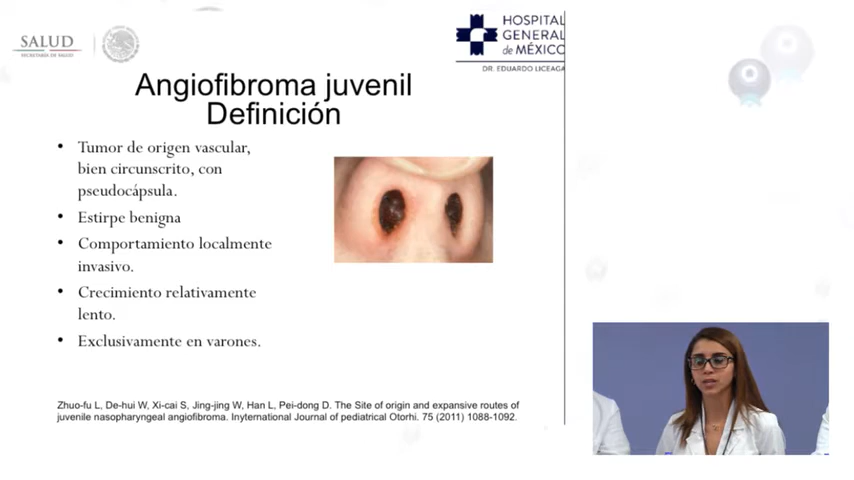 SALUD
SECRETARÍA DE SALUD
HOSPITAL
GENERAL
de MÉXICO
DR. EDUARDO LICEAGA
Angiofibroma juvenil
Definición
• Tumor de origen vascular,
bien circunscrito, con
pseudocápsula.
• Estirpe benigna
• Comportamiento localmente
invasivo.
• Crecimiento relativamente
lento.
• Exclusivamente en varones.
Zhuo-fu L, De-hui W, Xi-cai S, Jing-jing W, Han L, Pei-dong D. The Site of origin and expansive routes of
juvenile nasopharyngeal angiofibroma. Inyternational Journal of pediatrical Otorhi. 75 (2011) 1088-1092.